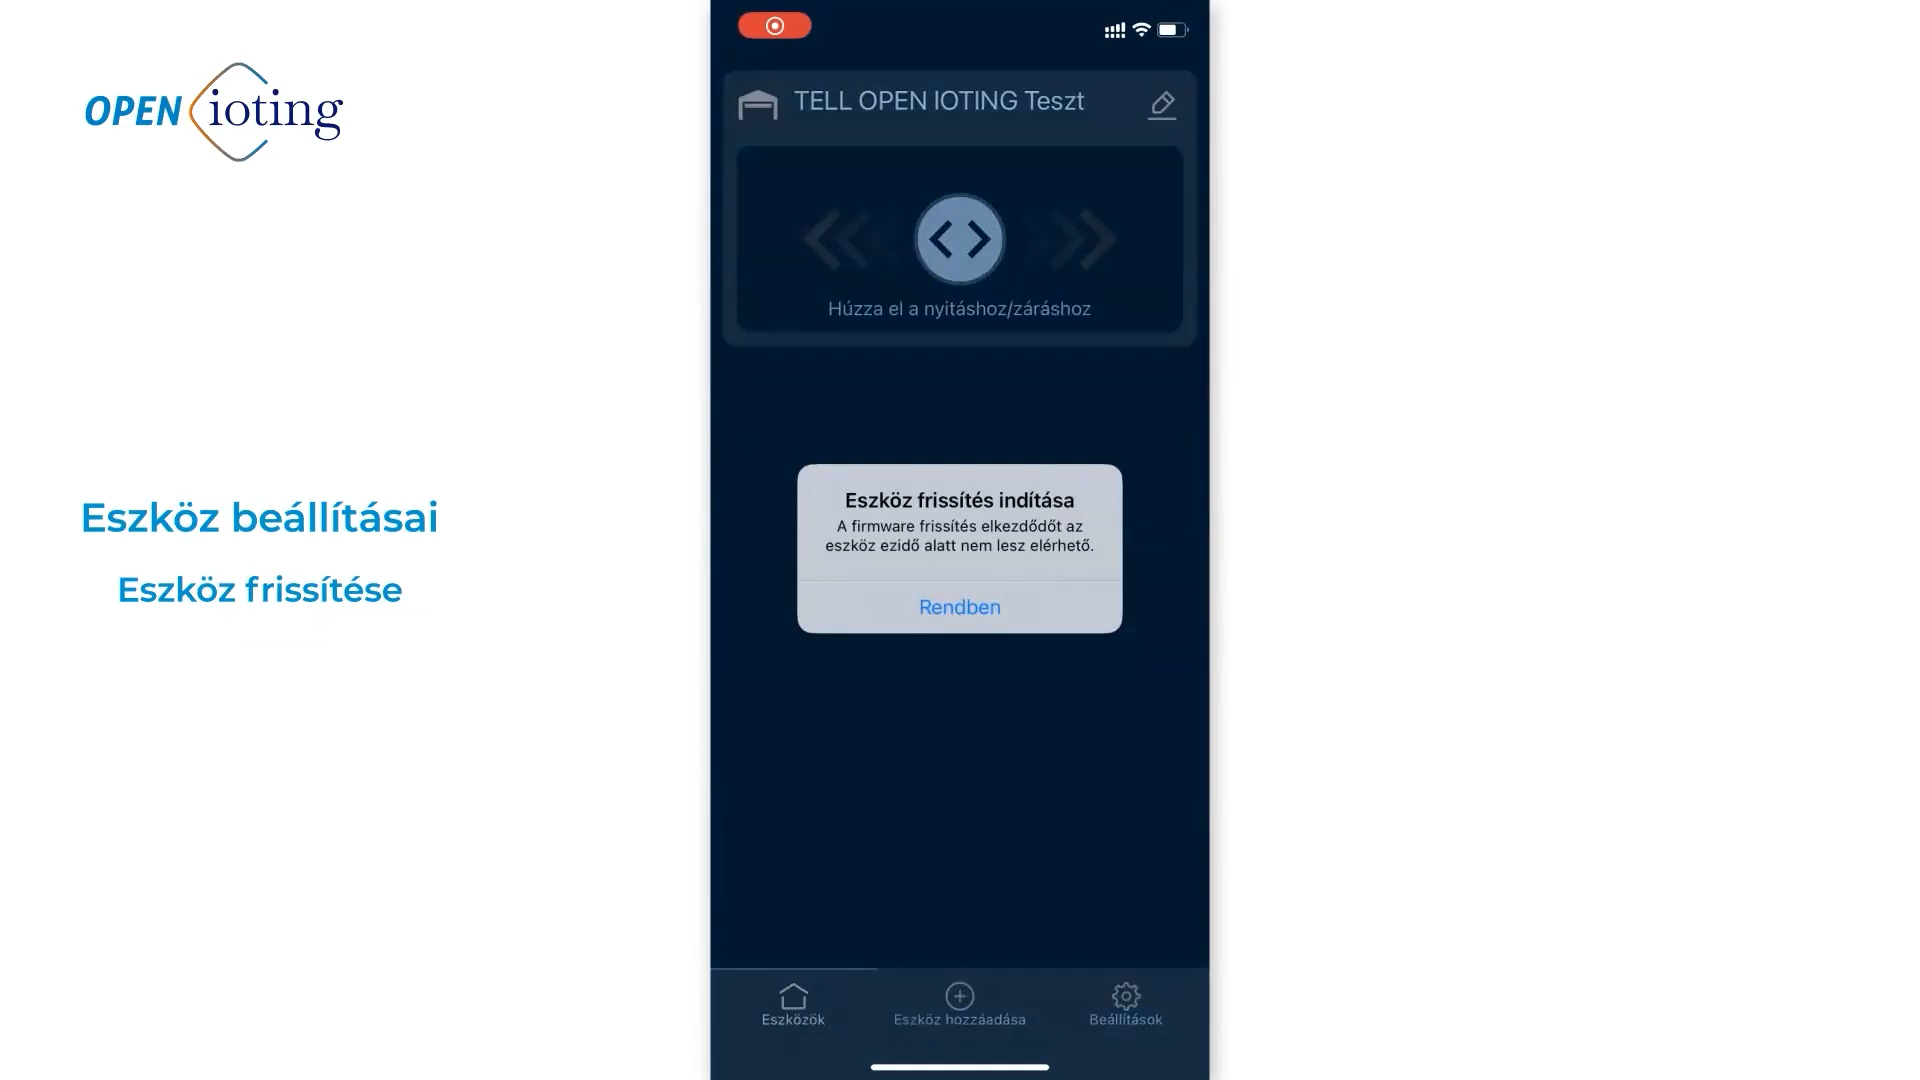 OPEN ioting
Eszköz beállításai
Eszköz frissítése
TELL OPEN IOTING Teszt
Húzza el a nyitáshoz/záráshoz
Eszköz frissítés indítása
A firmware frissítés elkezdődőt az
eszköz ezidő alatt nem lesz elérhető.
Rendben
Eszközök
Eszköz hozzáadása
Beállítások